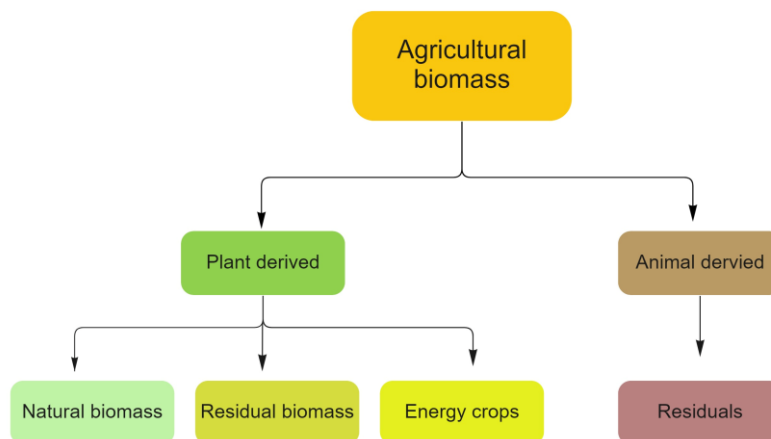 Agricultural
biomass
Plant derived
Animal dervied
Natural biomass
Residual biomass
Energy crops
Residuals